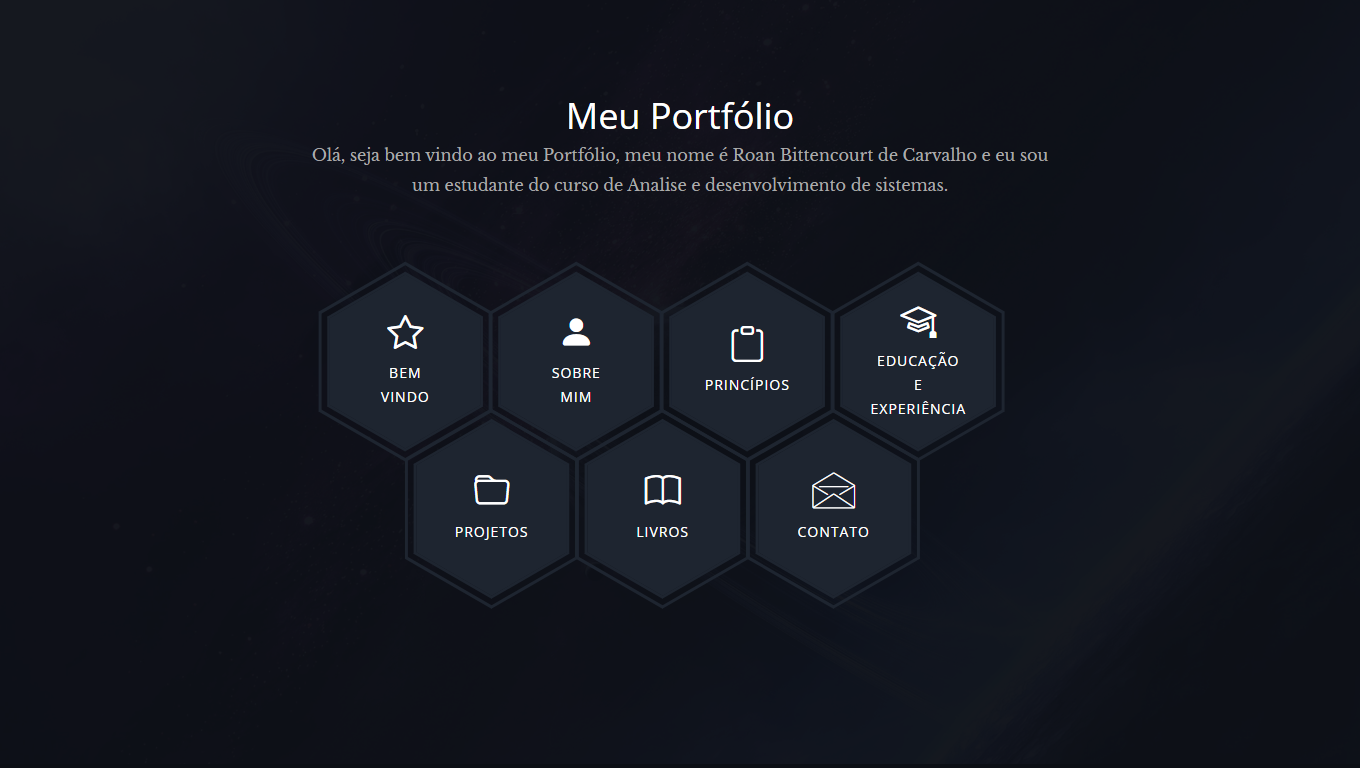 Meu Portfólio
Olá, seja bem vindo ao meu Portfólio, meu nome é Roan Bittencourt de Carvalho e eu sou
um estudante do curso de Analise e desenvolvimento de sistemas.
BEM
VINDO
SOBRE
MIM
PRINCÍPIOS
EDUCAÇÃO
E
EXPERIÊNCIA
PROJETOS
LIVROS
CONTATO